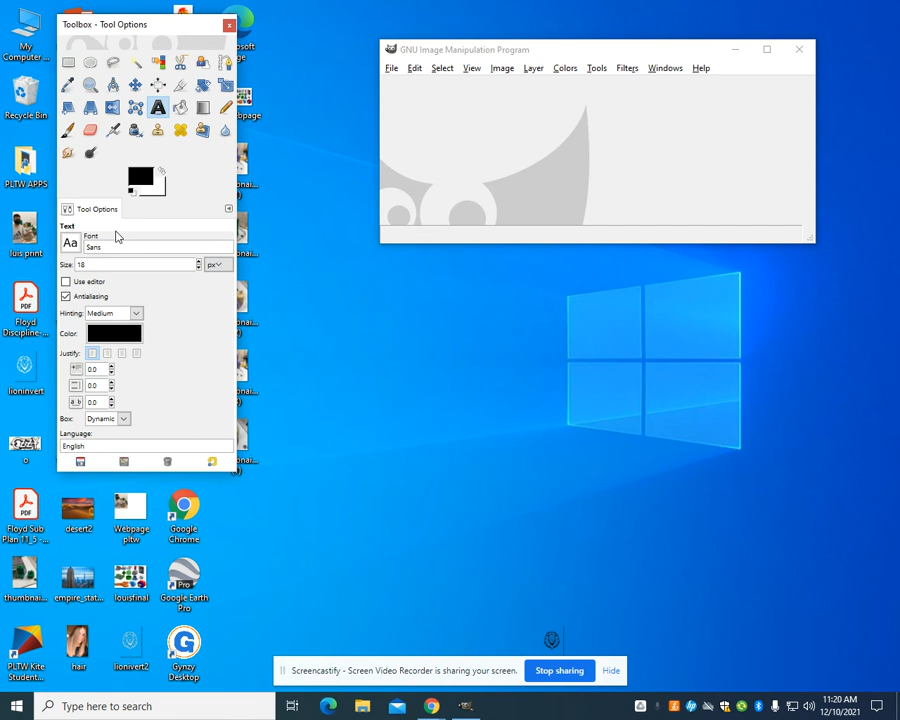 Toolbox - Tool Options
x
GNU Image Manipulation Program
File Edit Select View Image Layer Colors Tools Filters Windows Help
My Computer ...
Recycle Bin
PLTW APPS
luis print
Floyd Discipline-...
lioninvert
o
Floyd Sub Plan 11_5 -...
desert2
Webpage pltw
Google Chrome
thumbnai...
empire_stat...
louisfinal
Google Earth Pro
PLTW Kite Student...
hair
lionivert2
Gynzy Desktop
Tool Options
Text
Font
Aa
Sans
Size: 18 px
Use editor
Antialiasing
Hinting: Medium
Color:
Justify:
0.0
0.0
0.0
Box: Dynamic
Language:
English
Screencastify - Screen Video Recorder is sharing your screen. Stop sharing Hide
Type here to search
11:20 AM
12/10/2021